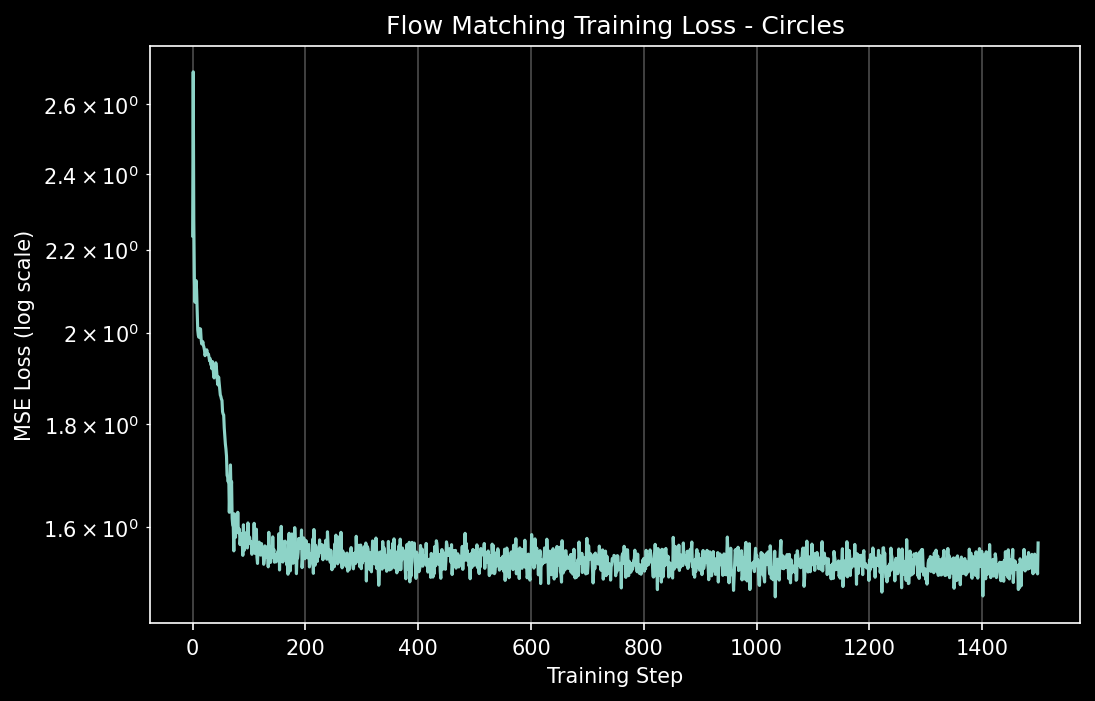 Flow Matching Training Loss - Circles
MSE Loss (log scale)
2.6 × 10⁰
2.4 × 10⁰
2.2 × 10⁰
2 × 10⁰
1.8 × 10⁰
1.6 × 10⁰
0 200 400 600 800 1000 1200 1400
Training Step